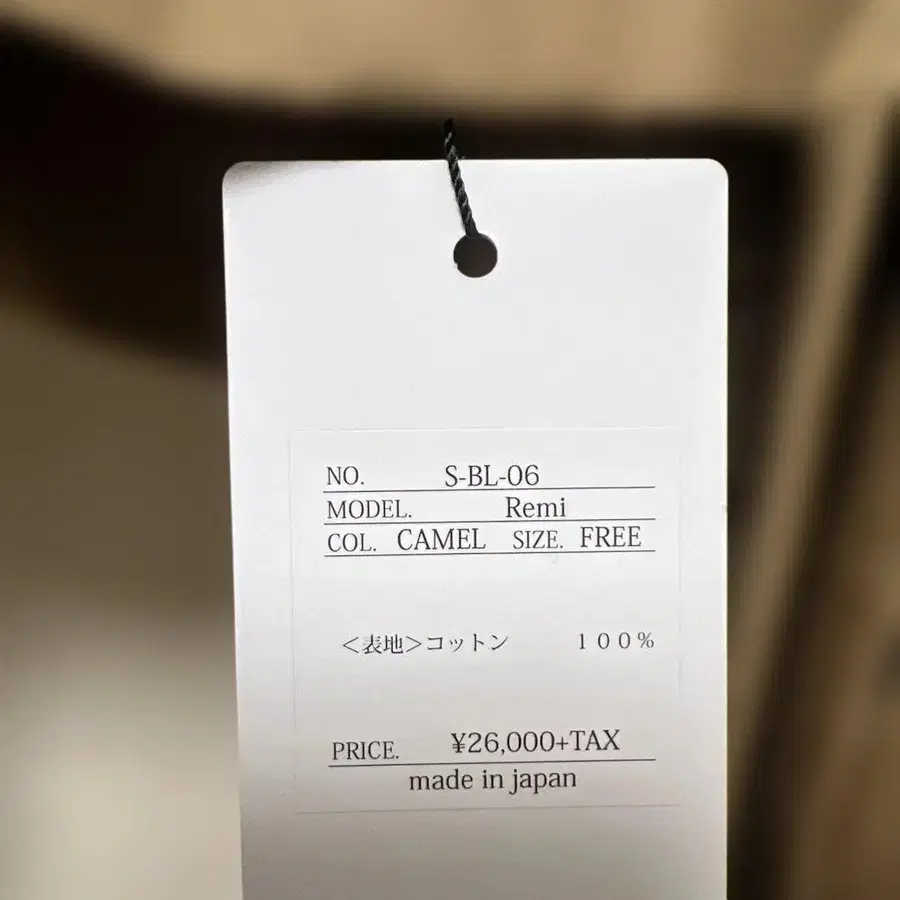 NO. S-BL-06
MODEL. Remi
COL. CAMEL SIZE. FREE
＜表地＞コットン １００％
PRICE. ¥26,000+TAX
made in japan